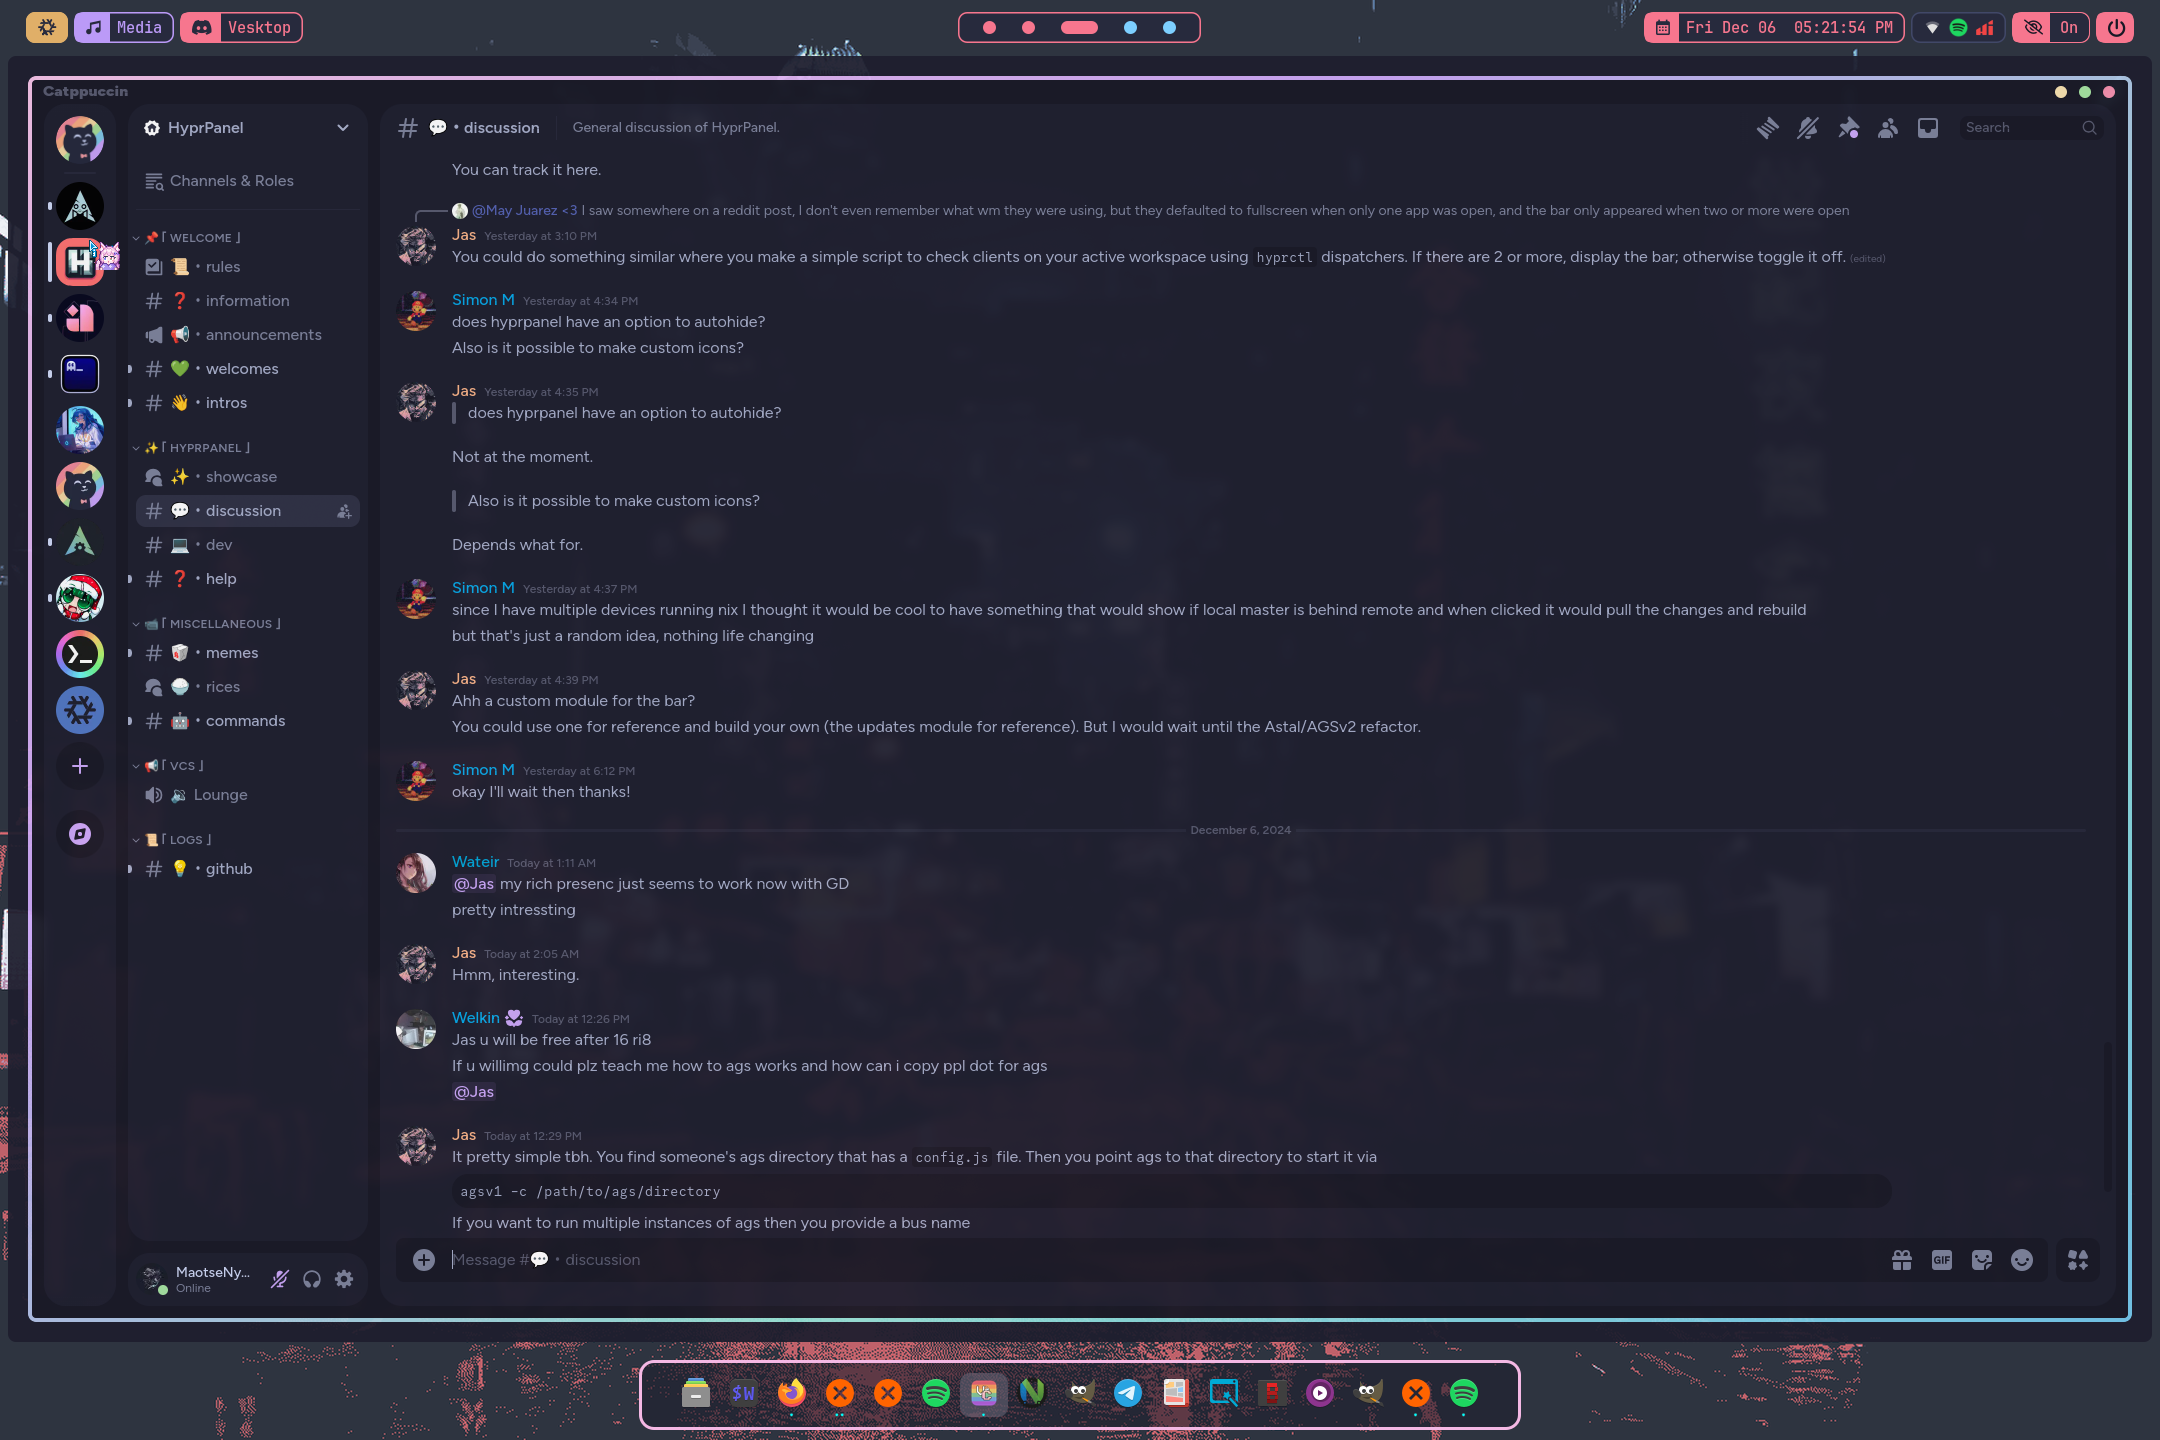 Media
Vesktop
Fri Dec 06 05:21:54 PM
On
Catppuccin
HyprPanel
Channels & Roles
📌「 WELCOME 」
📜 • rules
❓ • information
📢 • announcements
💚 • welcomes
👋 • intros
✨「 HYPRPANEL 」
✨ • showcase
💬 • discussion
💻 • dev
❓ • help
📹「 MISCELLANEOUS 」
🥡 • memes
🍚 • rices
🤖 • commands
📢「 VCS 」
🔉 Lounge
📜「 LOGS 」
💡 • github
MaotseNy...
Online
💬 • discussion
General discussion of HyprPanel.
Search
You can track it here.
@May Juarez <3 I saw somewhere on a reddit post, I don't even remember what wm they were using, but they defaulted to fullscreen when only one app was open, and the bar only appeared when two or more were open
Jas Yesterday at 3:10 PM
You could do something similar where you make a simple script to check clients on your active workspace using hyprctl dispatchers. If there are 2 or more, display the bar; otherwise toggle it off. (edited)
Simon M Yesterday at 4:34 PM
does hyprpanel have an option to autohide?
Also is it possible to make custom icons?
Jas Yesterday at 4:35 PM
does hyprpanel have an option to autohide?
Not at the moment.
Also is it possible to make custom icons?
Depends what for.
Simon M Yesterday at 4:37 PM
since I have multiple devices running nix I thought it would be cool to have something that would show if local master is behind remote and when clicked it would pull the changes and rebuild
but that's just a random idea, nothing life changing
Jas Yesterday at 4:39 PM
Ahh a custom module for the bar?
You could use one for reference and build your own (the updates module for reference). But I would wait until the Astal/AGSv2 refactor.
Simon M Yesterday at 6:12 PM
okay I'll wait then thanks!
December 6, 2024
Wateir Today at 1:11 AM
@Jas my rich presenc just seems to work now with GD
pretty intressting
Jas Today at 2:05 AM
Hmm, interesting.
Welkin Today at 12:26 PM
Jas u will be free after 16 ri8
If u willimg could plz teach me how to ags works and how can i copy ppl dot for ags
@Jas
Jas Today at 12:29 PM
It pretty simple tbh. You find someone's ags directory that has a config.js file. Then you point ags to that directory to start it via
agsv1 -c /path/to/ags/directory
If you want to run multiple instances of ags then you provide a bus name
Message #💬 • discussion
GIF
$W